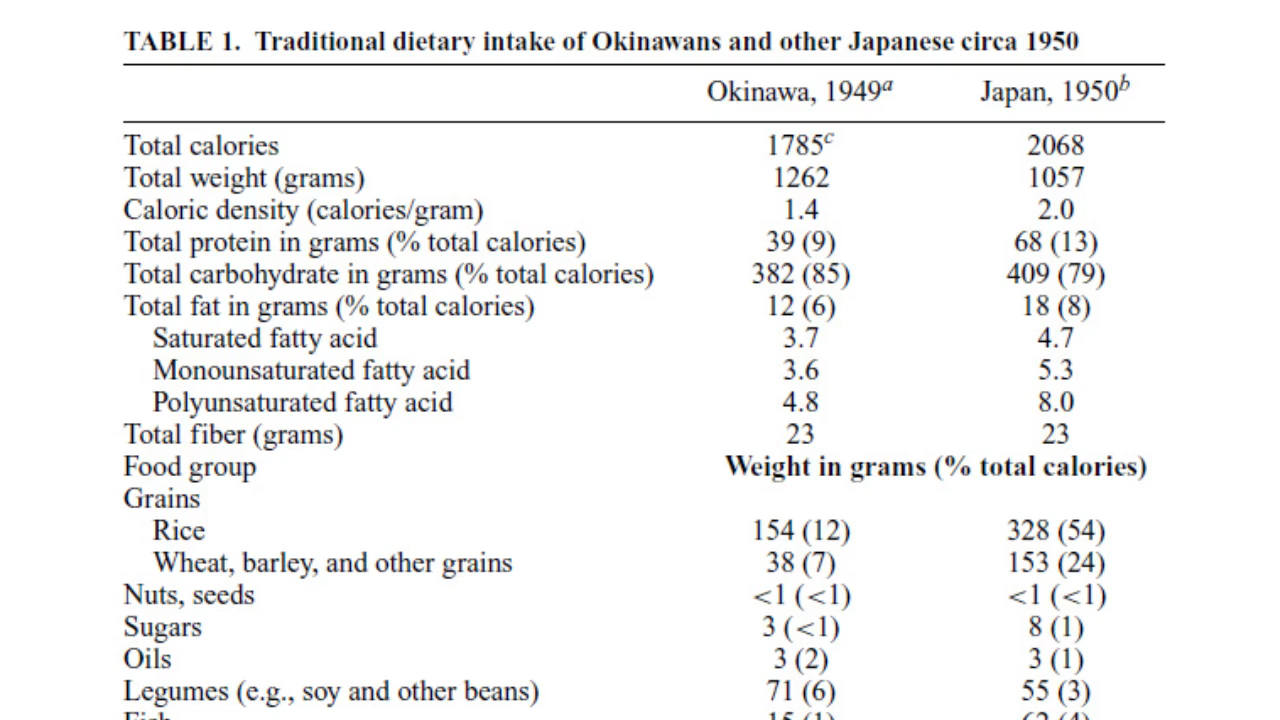 TABLE 1. Traditional dietary intake of Okinawans and other Japanese circa 1950
Okinawa, 1949a Japan, 1950b
Total calories 1785c 2068
Total weight (grams) 1262 1057
Caloric density (calories/gram) 1.4 2.0
Total protein in grams (% total calories) 39 (9) 68 (13)
Total carbohydrate in grams (% total calories) 382 (85) 409 (79)
Total fat in grams (% total calories) 12 (6) 18 (8)
Saturated fatty acid 3.7 4.7
Monounsaturated fatty acid 3.6 5.3
Polyunsaturated fatty acid 4.8 8.0
Total fiber (grams) 23 23
Food group Weight in grams (% total calories)
Grains
Rice 154 (12) 328 (54)
Wheat, barley, and other grains 38 (7) 153 (24)
Nuts, seeds <1 (<1) <1 (<1)
Sugars 3 (<1) 8 (1)
Oils 3 (2) 3 (1)
Legumes (e.g., soy and other beans) 71 (6) 55 (3)